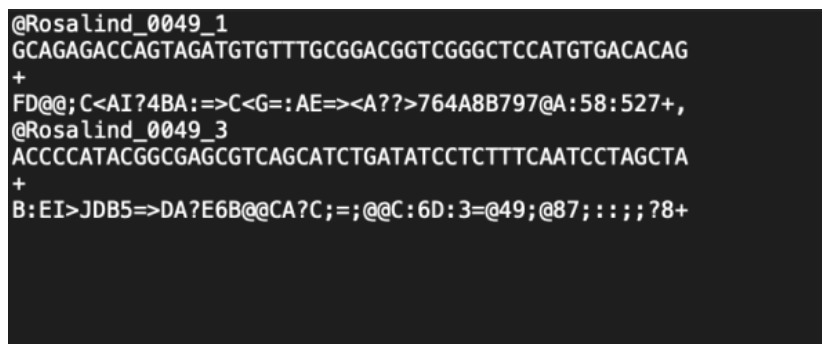 @Rosalind_0049_1
GCAGAGACCAGTAGATGTGTTTGCGGACGGTCGGGCTCCATGTGACACAG
+
FD@@;C<AI?4BA:=>C<G=:AE=><A??>764A8B797@A:58:527+,
@Rosalind_0049_3
ACCCCATACGGCGAGCGTCAGCATCTGATATCCTCTTTCAATCCTAGCTA
+
B:EI>JDB5=>DA?E6B@@CA?C;=;@@C:6D:3=@49;@87;::;;?8+